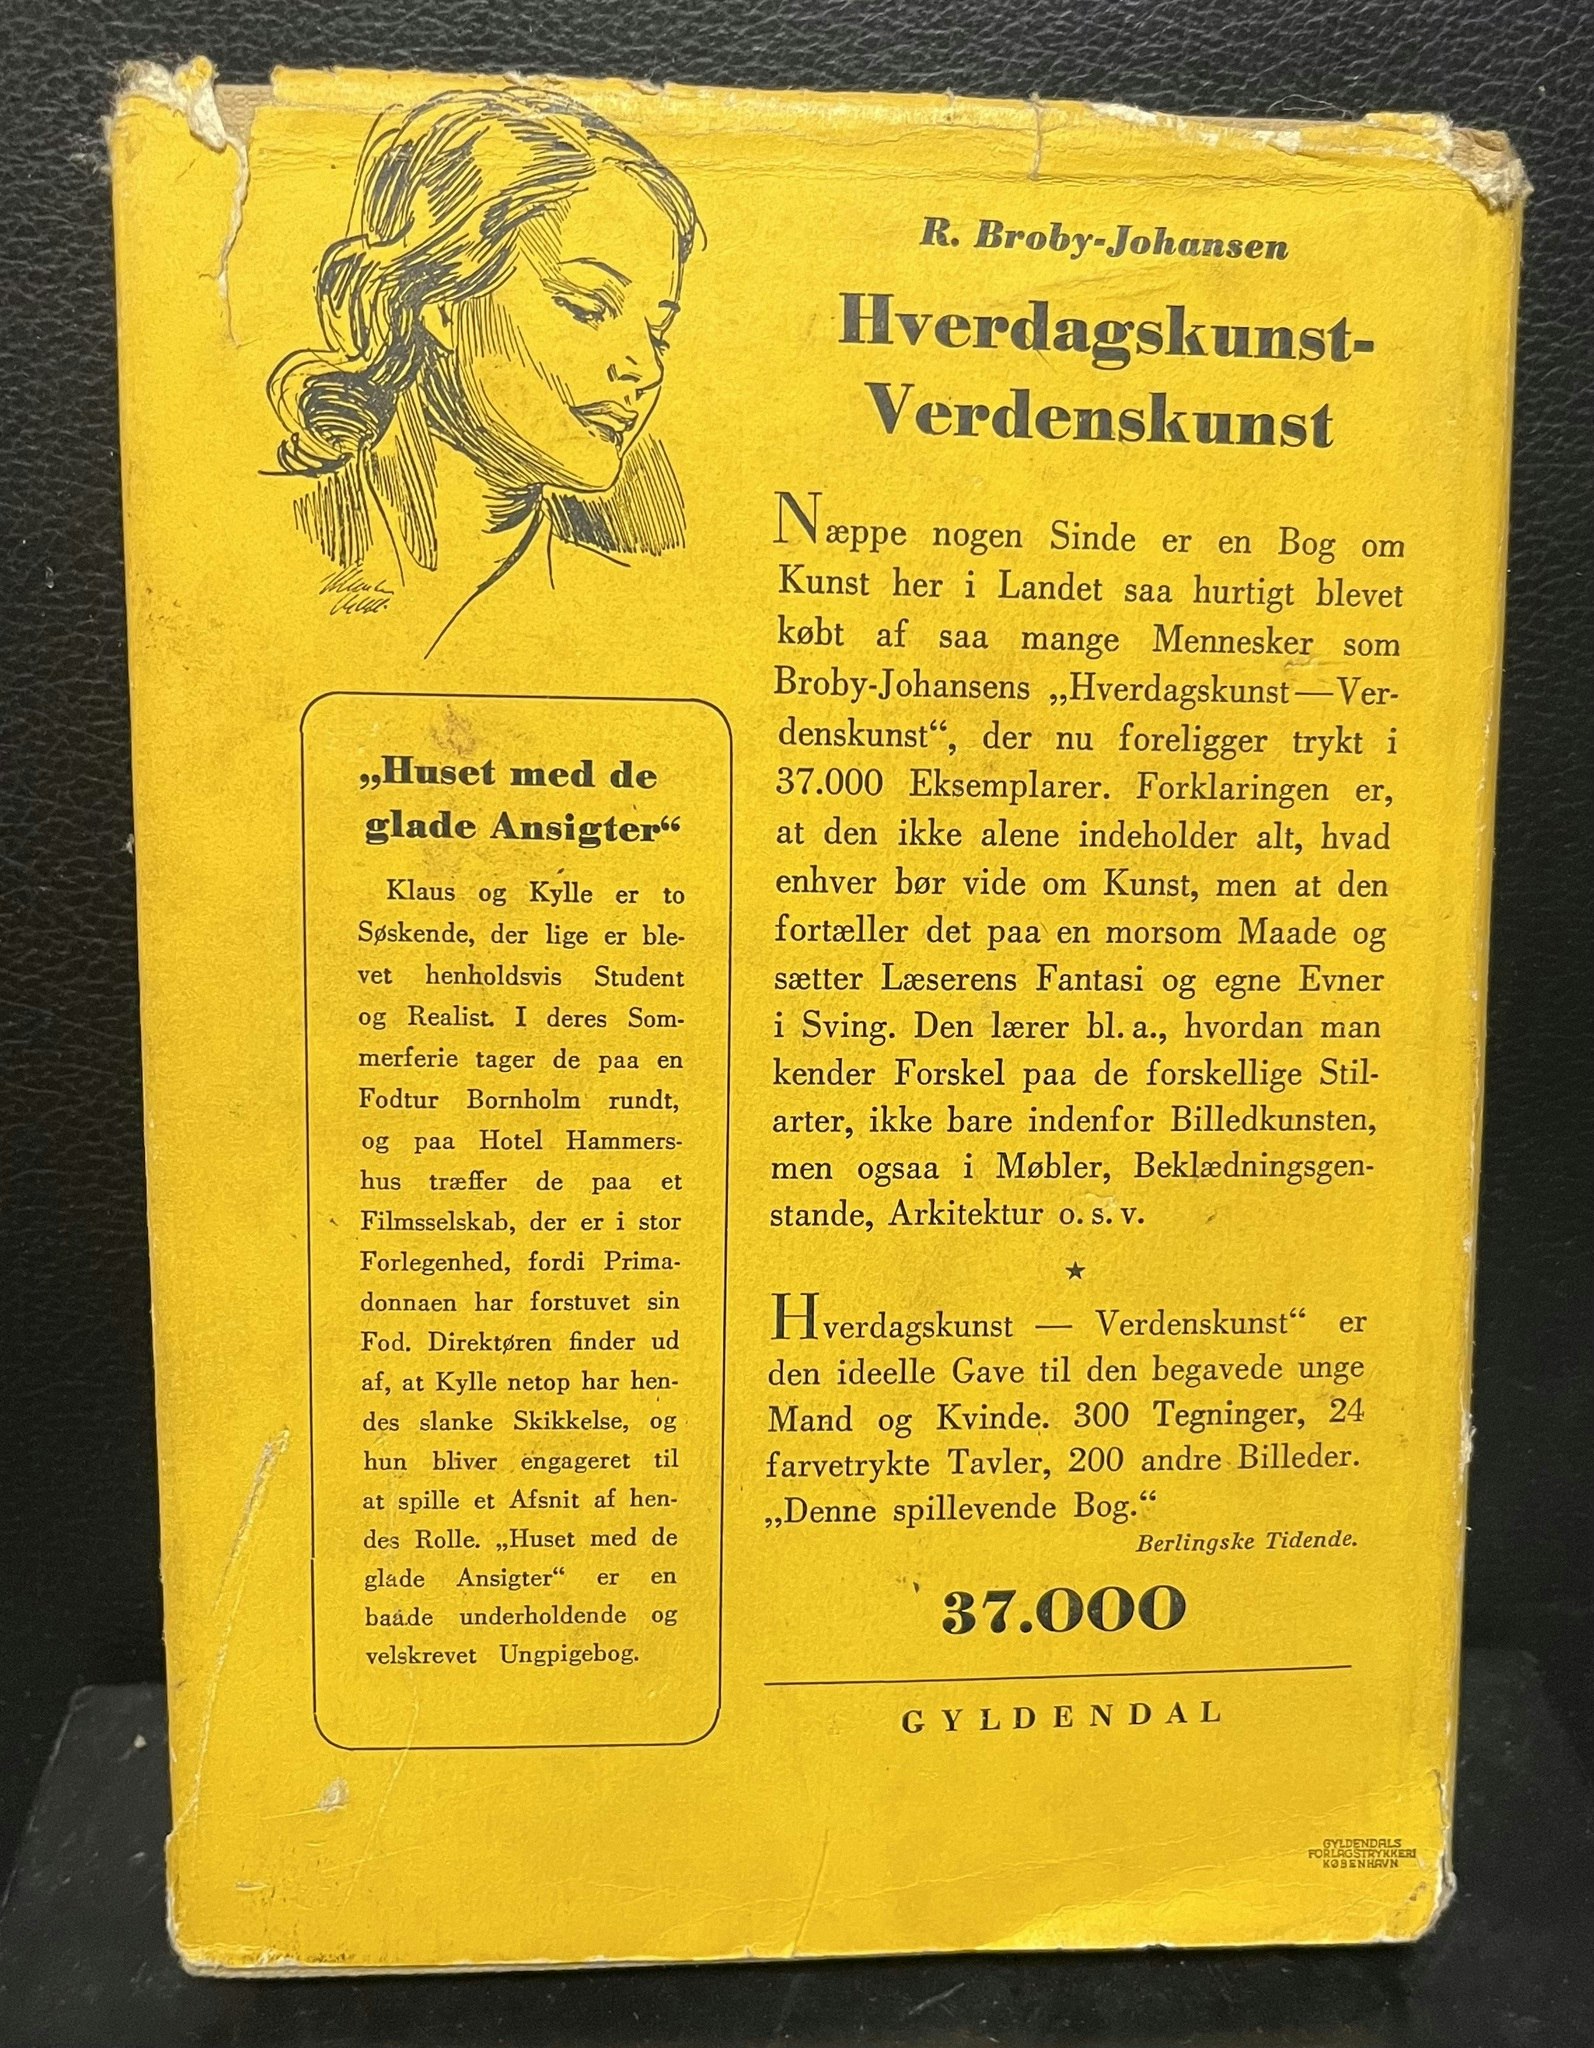 „Huset med de
glade Ansigter“
Klaus og Kylle er to
Søskende, der lige er ble-
vet henholdsvis Student
og Realist. I deres Som-
merferie tager de paa en
Fodtur Bornholm rundt,
og paa Hotel Hammers-
hus træffer de paa et
Filmsselskab, der er i stor
Forlegenhed, fordi Prima-
donnaen har forstuvet sin
Fod. Direktøren finder ud
af, at Kylle netop har hen-
des slanke Skikkelse, og
hun bliver engageret til
at spille et Afsnit af hen-
des Rolle. „Huset med de
glade Ansigter“ er en
baade underholdende og
velskrevet Ungpigebog.
R. Broby-Johansen
Hverdagskunst-
Verdenskunst
Næppe nogen Sinde er en Bog om
Kunst her i Landet saa hurtigt blevet
købt af saa mange Mennesker som
Broby-Johansens „Hverdagskunst—Ver-
denskunst“, der nu foreligger trykt i
37.000 Eksemplarer. Forklaringen er,
at den ikke alene indeholder alt, hvad
enhver bør vide om Kunst, men at den
fortæller det paa en morsom Maade og
sætter Læserens Fantasi og egne Evner
i Sving. Den lærer bl. a., hvordan man
kender Forskel paa de forskellige Stil-
arter, ikke bare indenfor Billedkunsten,
men ogsaa i Møbler, Beklædningsgen-
stande, Arkitektur o. s. v.
★
Hverdagskunst — Verdenskunst“ er
den ideelle Gave til den begavede unge
Mand og Kvinde. 300 Tegninger, 24
farvetrykte Tavler, 200 andre Billeder.
„Denne spillevende Bog.“
Berlingske Tidende.
37.000
GYLDENDAL
GYLDENDALS
FORLAGSTRYKKERI
KØBENHAVN